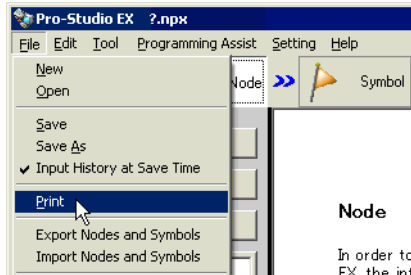 Pro-Studio EX ?.npx
File Edit Tool Programming Assist Setting Help
New
Open
Node
Symbol
Save
Save As
Input History at Save Time
Print
Export Nodes and Symbols
Import Nodes and Symbols
Node
In order to
EX, the int